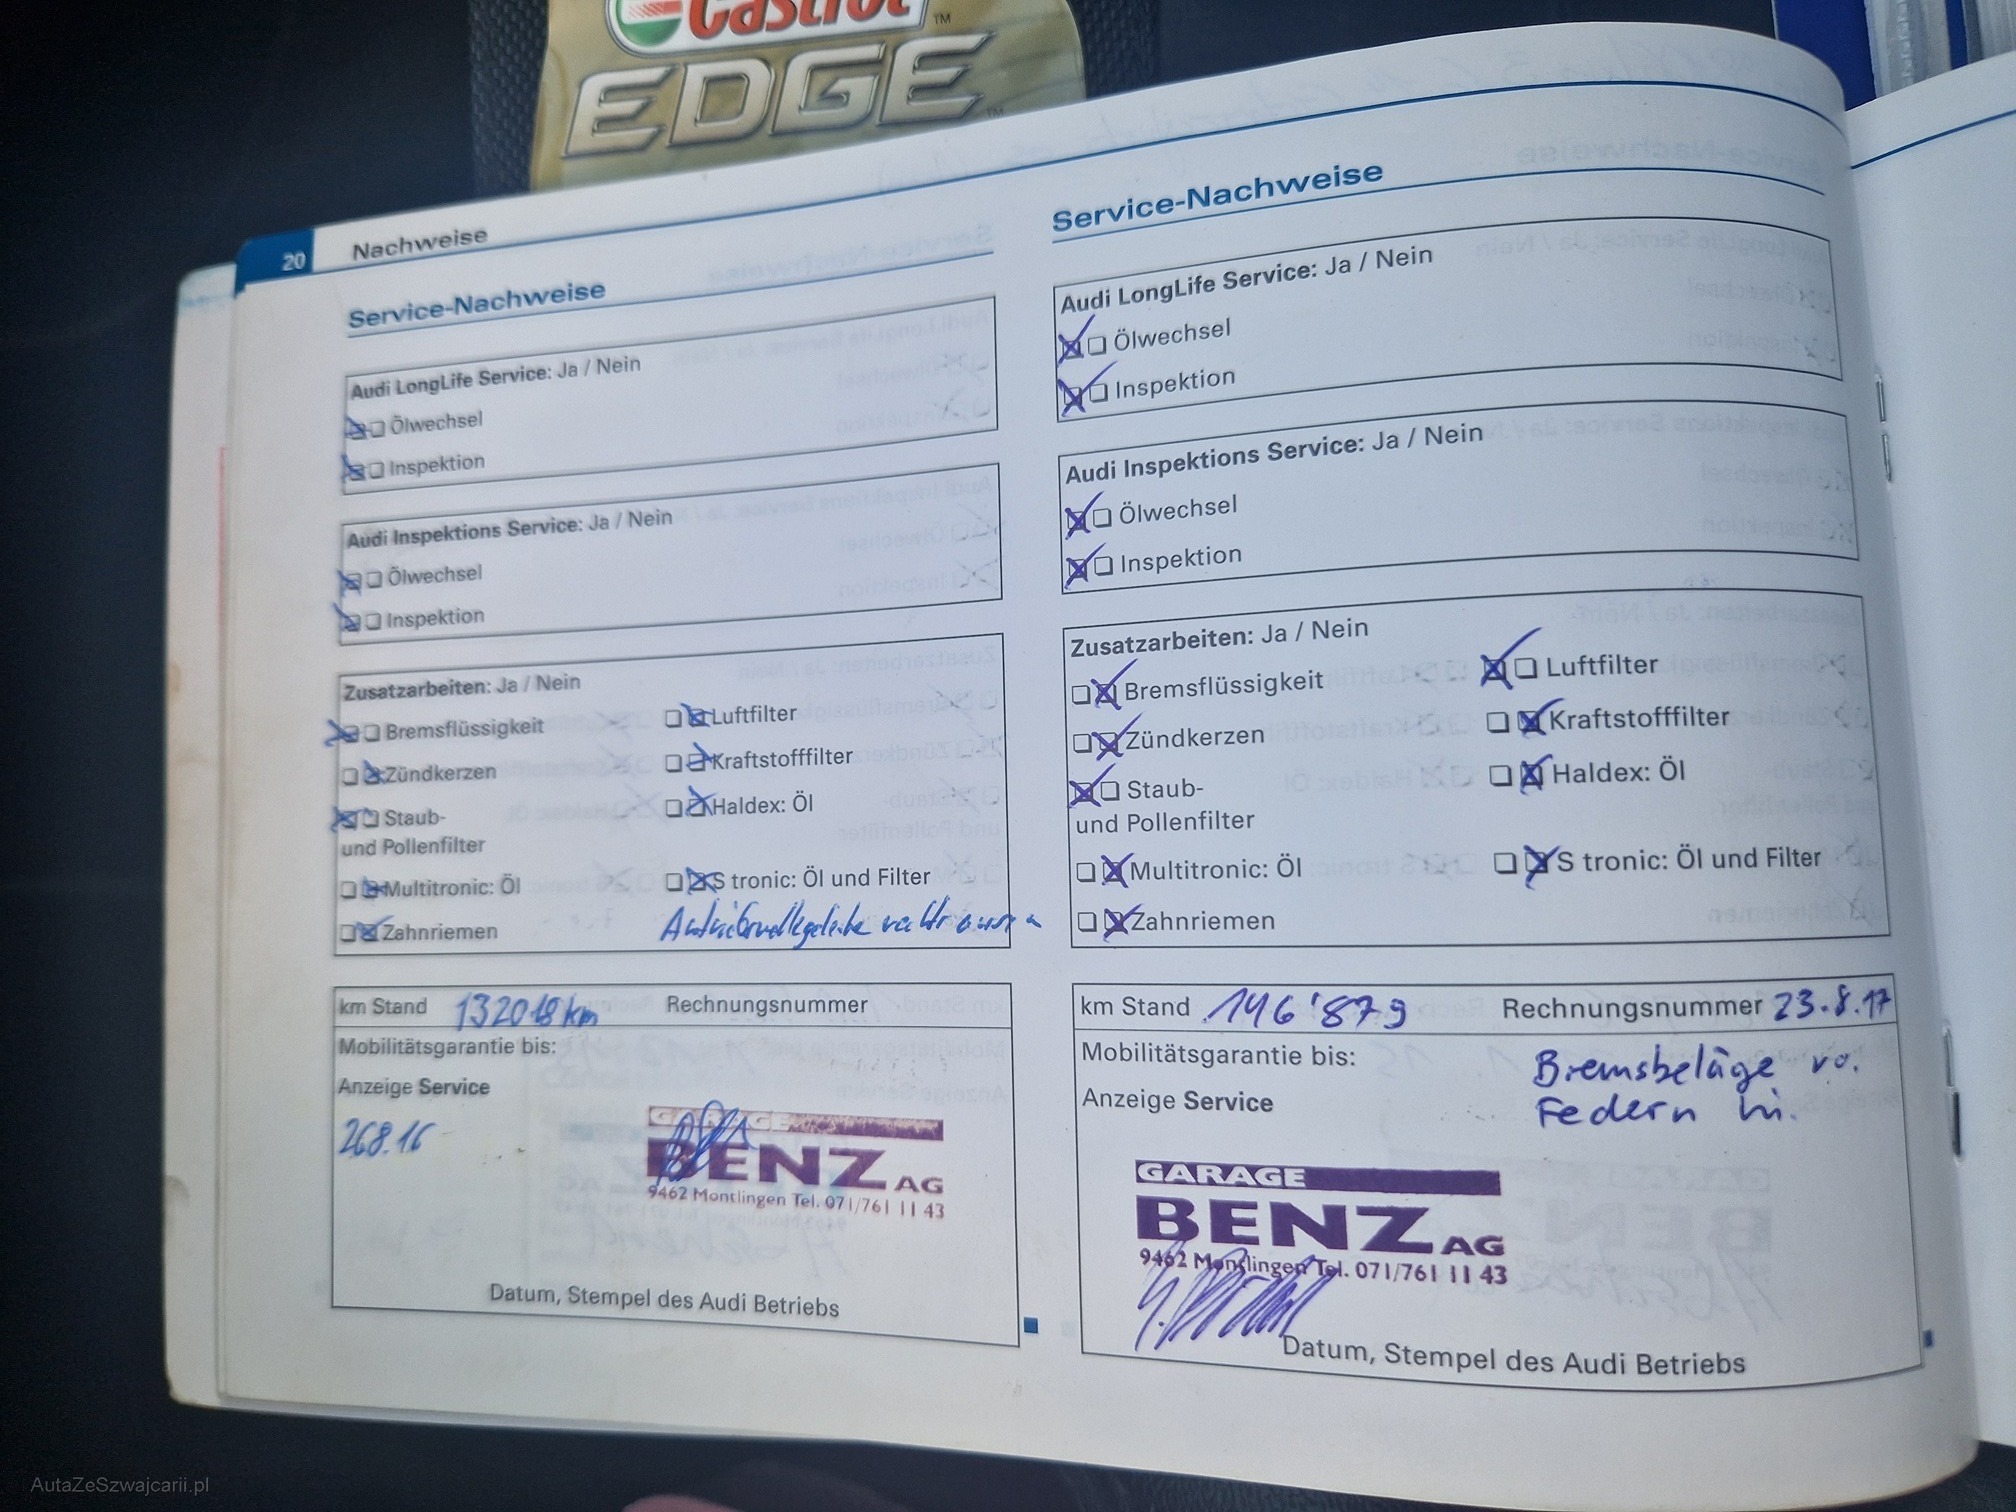 Castrol
EDGE
20
Nachweise
Service-Nachweise
Audi LongLife Service: Ja / Nein
Ölwechsel
Inspektion
Audi Inspektions Service: Ja / Nein
Ölwechsel
Inspektion
Zusatzarbeiten: Ja / Nein
Bremsflüssigkeit
Luftfilter
Zündkerzen
Kraftstofffilter
Staub-
und Pollenfilter
Haldex: Öl
Multitronic: Öl
S tronic: Öl und Filter
Zahnriemen
km Stand 132018 km Rechnungsnummer
Mobilitätsgarantie bis:
Anzeige Service
26.8.16
GARAGE
BENZ AG
9462 Montlingen Tel. 071/761 11 43
Datum, Stempel des Audi Betriebs
Service-Nachweise
Audi LongLife Service: Ja / Nein
Ölwechsel
Inspektion
Audi Inspektions Service: Ja / Nein
Ölwechsel
Inspektion
Zusatzarbeiten: Ja / Nein
Bremsflüssigkeit
Luftfilter
Zündkerzen
Kraftstofffilter
Staub-
und Pollenfilter
Haldex: Öl
Multitronic: Öl
S tronic: Öl und Filter
Zahnriemen
km Stand 146'879 Rechnungsnummer 23.8.17
Mobilitätsgarantie bis:
Bremsbeläge vo.
Anzeige Service
Federn hi.
GARAGE
BENZ AG
9462 Montlingen Tel. 071/761 11 43
Datum, Stempel des Audi Betriebs
AutaZeSzwajcarii.pl